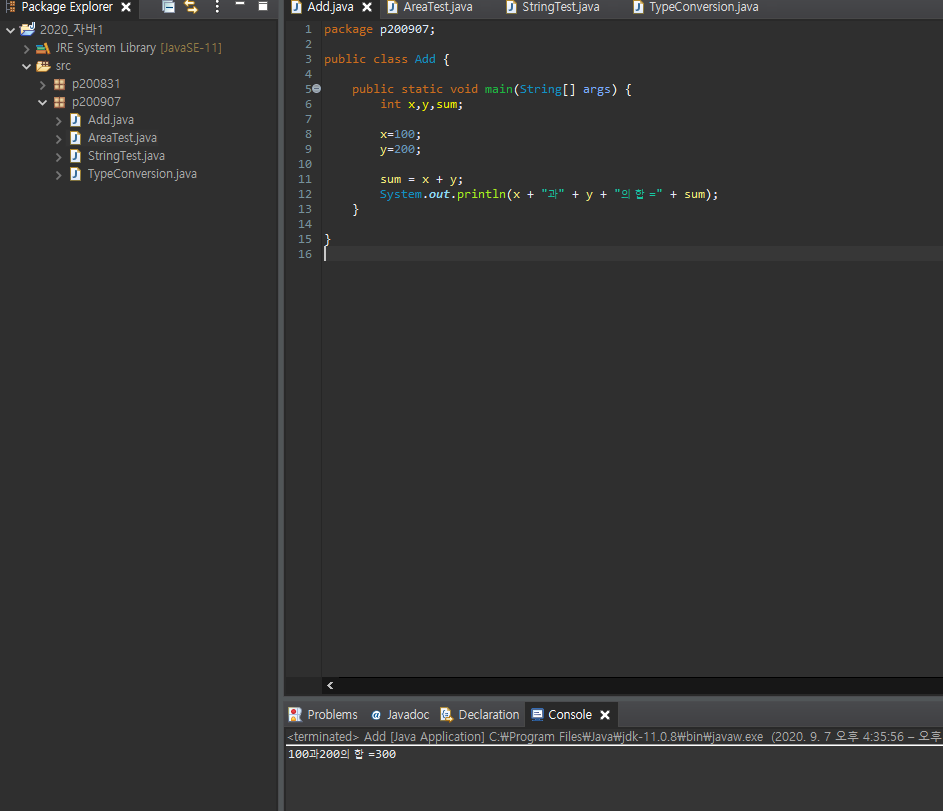 Package Explorer
2020_자바1
JRE System Library [JavaSE-11]
src
p200831
p200907
Add.java
AreaTest.java
StringTest.java
TypeConversion.java
Add.java AreaTest.java StringTest.java TypeConversion.java
1 package p200907;
2
3 public class Add {
4
5 public static void main(String[] args) {
6 int x,y,sum;
7
8 x=100;
9 y=200;
10
11 sum = x + y;
12 System.out.println(x + "과" + y + "의 합 =" + sum);
13 }
14
15 }
16
Problems @ Javadoc Declaration Console
<terminated> Add [Java Application] C:₩Program Files₩Java₩jdk-11.0.8₩bin₩javaw.exe (2020. 9. 7 오후 4:35:56 – 오후
100과200의 합 =300